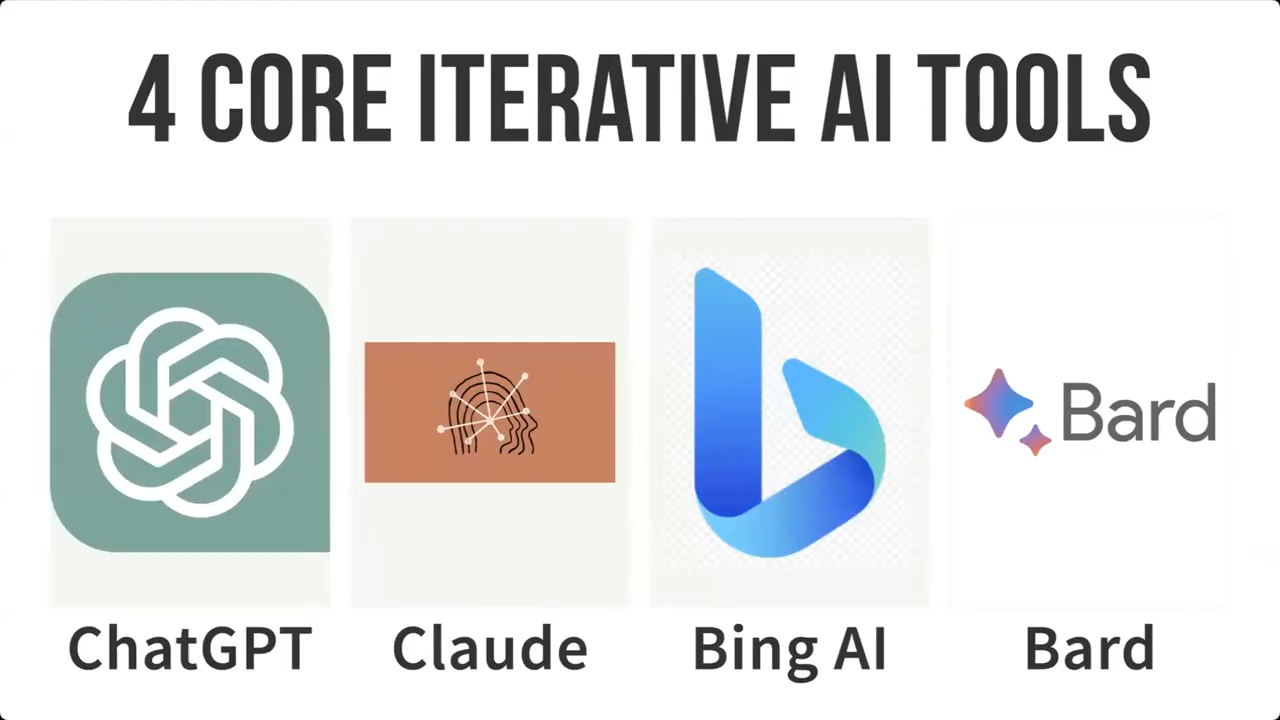 4 CORE ITERATIVE AI TOOLS
Bard
ChatGPT
Claude
Bing AI
Bard